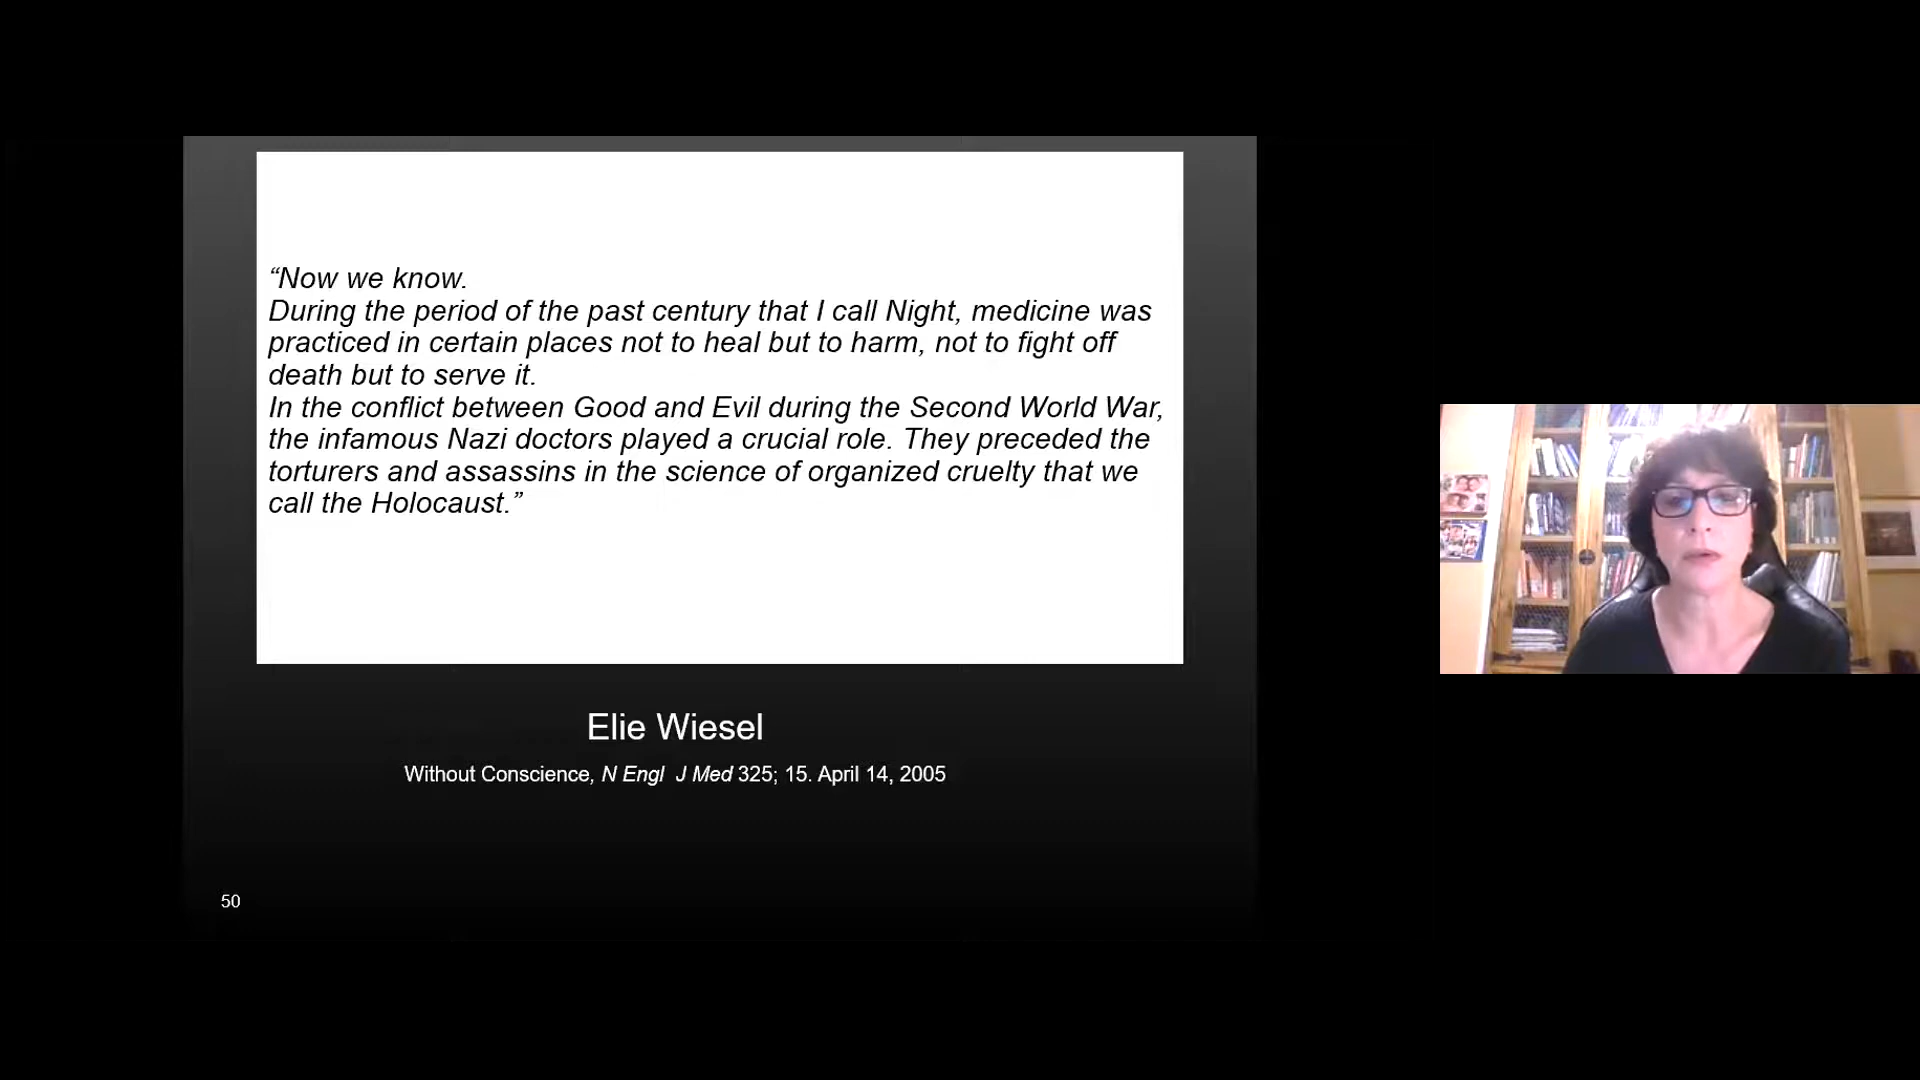 “Now we know.
During the period of the past century that I call Night, medicine was
practiced in certain places not to heal but to harm, not to fight off
death but to serve it.
In the conflict between Good and Evil during the Second World War,
the infamous Nazi doctors played a crucial role. They preceded the
torturers and assassins in the science of organized cruelty that we
call the Holocaust.”
Elie Wiesel
Without Conscience, N Engl J Med 325; 15. April 14, 2005
50